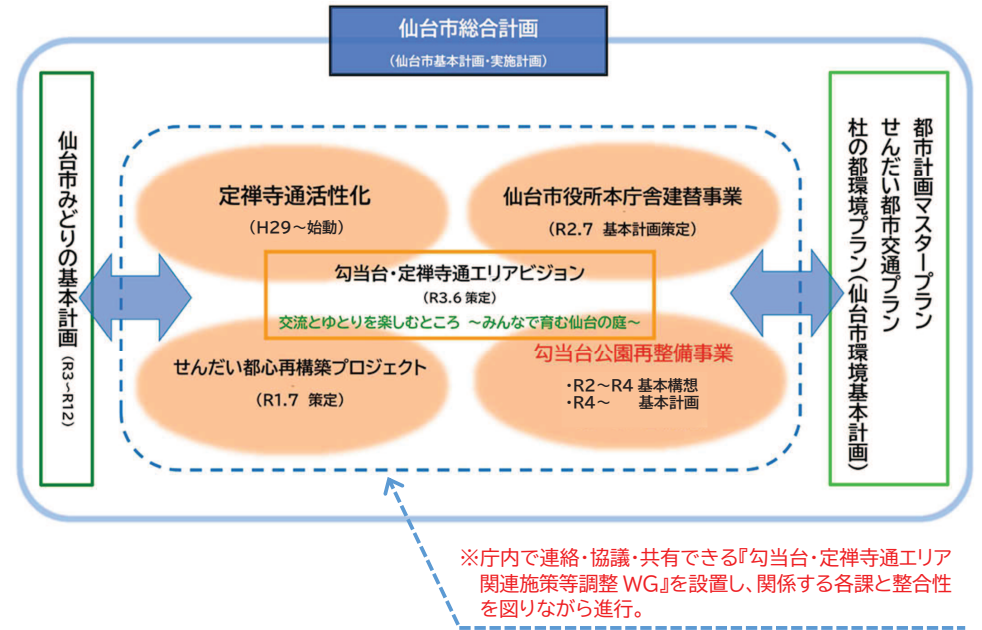 仙台市総合計画
(仙台市基本計画・実施計画)
仙台市みどりの基本計画(R3~R12)
定禅寺通活性化
(H29~始動)
仙台市役所本庁舎建替事業
(R2.7 基本計画策定)
勾当台・定禅寺通エリアビジョン
(R3.6 策定)
交流とゆとりを楽しむところ ~みんなで育む仙台の庭~
せんだい都心再構築プロジェクト
(R1.7 策定)
勾当台公園再整備事業
・R2~R4 基本構想
・R4~ 基本計画
都市計画マスタープラン
せんだい都市交通プラン
杜の都環境プラン(仙台市環境基本計画)
※庁内で連絡・協議・共有できる『勾当台・定禅寺通エリア
関連施策等調整 WG』を設置し、関係する各課と整合性
を図りながら進行。